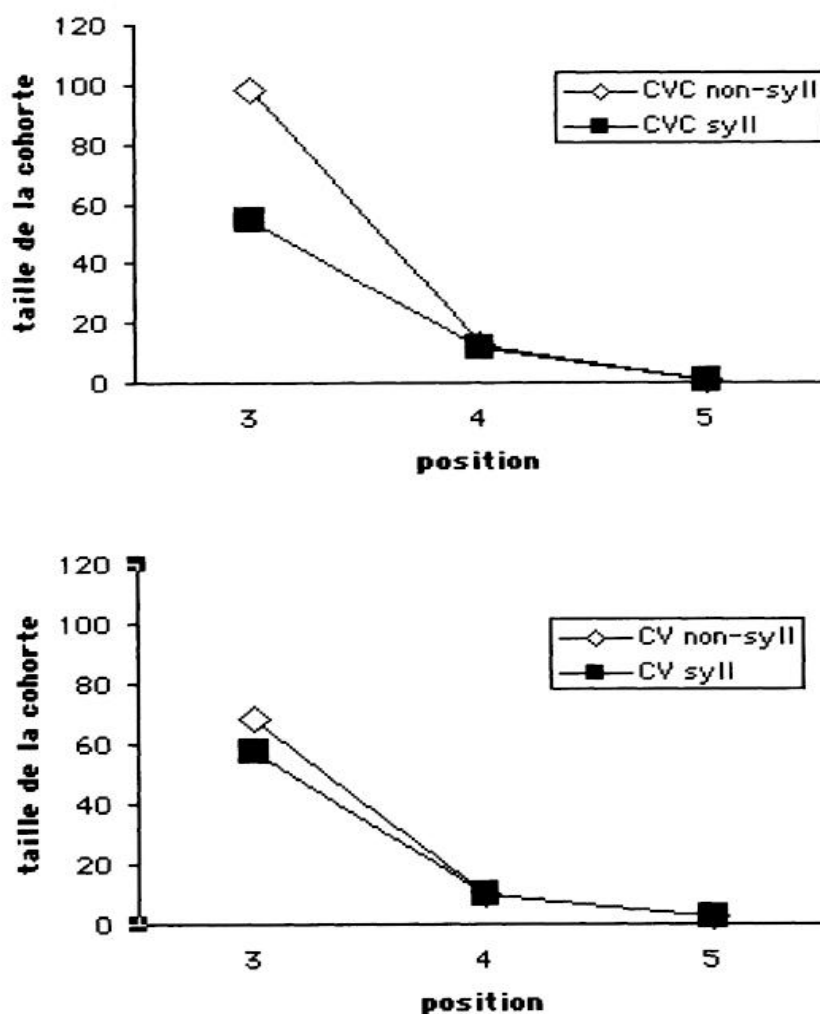 120
100
80
60
40
20
0
taille de la cohorte
CVC non-syll
CVC syll
3 4 5
position
120
100
80
60
40
20
0
taille de la cohorte
CV non-syll
CV syll
3 4 5
position